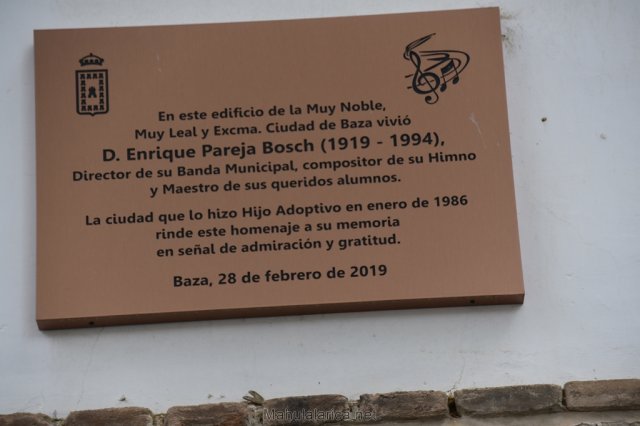 En este edificio de la Muy Noble,
Muy Leal y Excma. Ciudad de Baza vivió
D. Enrique Pareja Bosch (1919 - 1994),
Director de su Banda Municipal, compositor de su Himno
y Maestro de sus queridos alumnos.
La ciudad que lo hizo Hijo Adoptivo en enero de 1986
rinde este homenaje a su memoria
en señal de admiración y gratitud.
Baza, 28 de febrero de 2019
Mahulalarica.net